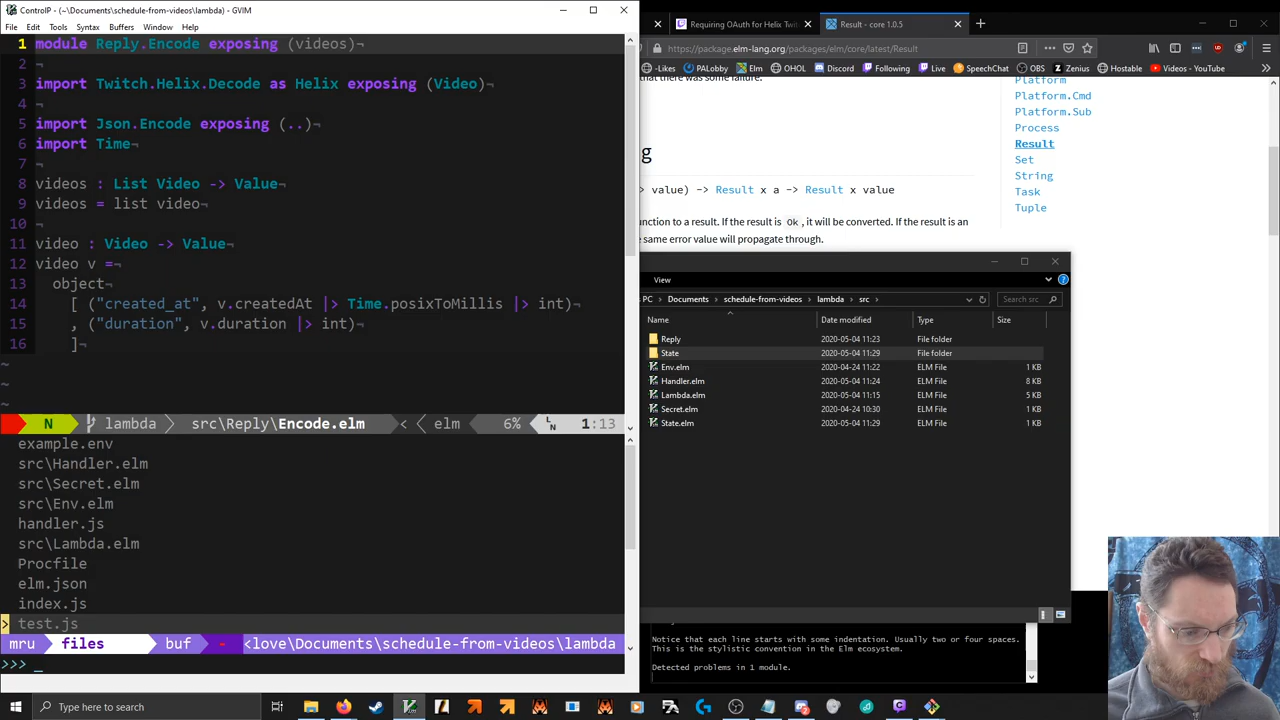 ControlP - (~\Documents\schedule-from-videos\lambda) - GVIM
File Edit Tools Syntax Buffers Window Help
1 module Reply.Encode exposing (videos)¬
2 ¬
3 import Twitch.Helix.Decode as Helix exposing (Video)¬
4 ¬
5 import Json.Encode exposing (..)¬
6 import Time¬
7 ¬
8 videos : List Video -> Value¬
9 videos = list video¬
10 ¬
11 video : Video -> Value¬
12 video v =¬
13 object¬
14 [ ("created_at", v.createdAt |> Time.posixToMillis |> int)¬
15 , ("duration", v.duration |> int)¬
16 ]¬
~
~
~
N lambda src\Reply\Encode.elm < elm 6% LN 1:13
example.env
src\Handler.elm
src\Secret.elm
src\Env.elm
handler.js
src\Lambda.elm
Procfile
elm.json
index.js
> test.js
mru files buf - <love\Documents\schedule-from-videos\lambda
>>> _
Requiring OAuth for Helix Twi
Result - core 1.0.5
https://package.elm-lang.org/packages/elm/core/latest/Result
-Likes PALobby Elm OHOL Discord Following Live SpeechChat OBS Zenius Hostable Videos - YouTube
that there was some failure.
g
> value) -> Result x a -> Result x value
nction to a result. If the result is Ok, it will be converted. If the result is an
same error value will propagate through.
Platform
Platform.Cmd
Platform.Sub
Process
Result
Set
String
Task
Tuple
View
PC > Documents > schedule-from-videos > lambda > src >
Search src
Name Date modified Type Size
Reply 2020-05-04 11:23 File folder
State 2020-05-04 11:29 File folder
Env.elm 2020-04-24 11:22 ELM File 1 KB
Handler.elm 2020-05-04 11:24 ELM File 8 KB
Lambda.elm 2020-05-04 11:15 ELM File 5 KB
Secret.elm 2020-04-24 10:30 ELM File 1 KB
State.elm 2020-05-04 11:29 ELM File 1 KB
Notice that each line starts with some indentation. Usually two or four spaces.
This is the stylistic convention in the Elm ecosystem.
Detected problems in 1 module.
Type here to search